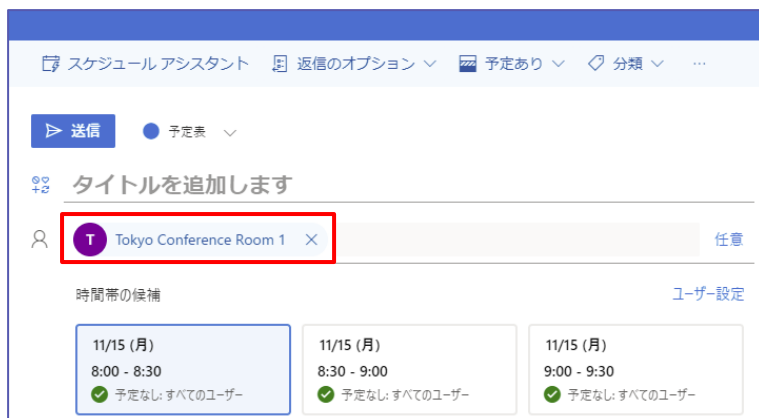 スケジュール アシスタント 返信のオプション 予定あり 分類 …
送信 予定表
タイトルを追加します
T Tokyo Conference Room 1 任意
時間帯の候補 ユーザー設定
11/15 (月) 11/15 (月) 11/15 (月)
8:00 - 8:30 8:30 - 9:00 9:00 - 9:30
予定なし: すべてのユーザー 予定なし: すべてのユーザー 予定なし: すべてのユーザー